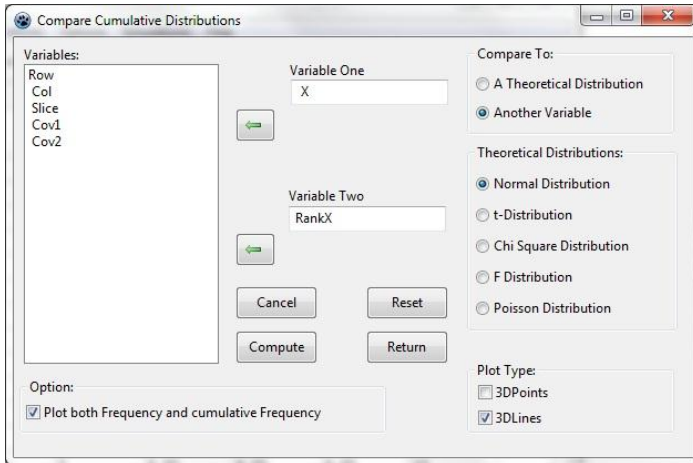 Compare Cumulative Distributions
Variables:
Row
Col
Slice
Cov1
Cov2
Variable One
X
Variable Two
RankX
Cancel
Reset
Compute
Return
Option:
Plot both Frequency and cumulative Frequency
Compare To:
A Theoretical Distribution
Another Variable
Theoretical Distributions:
Normal Distribution
t-Distribution
Chi Square Distribution
F Distribution
Poisson Distribution
Plot Type:
3DPoints
3DLines